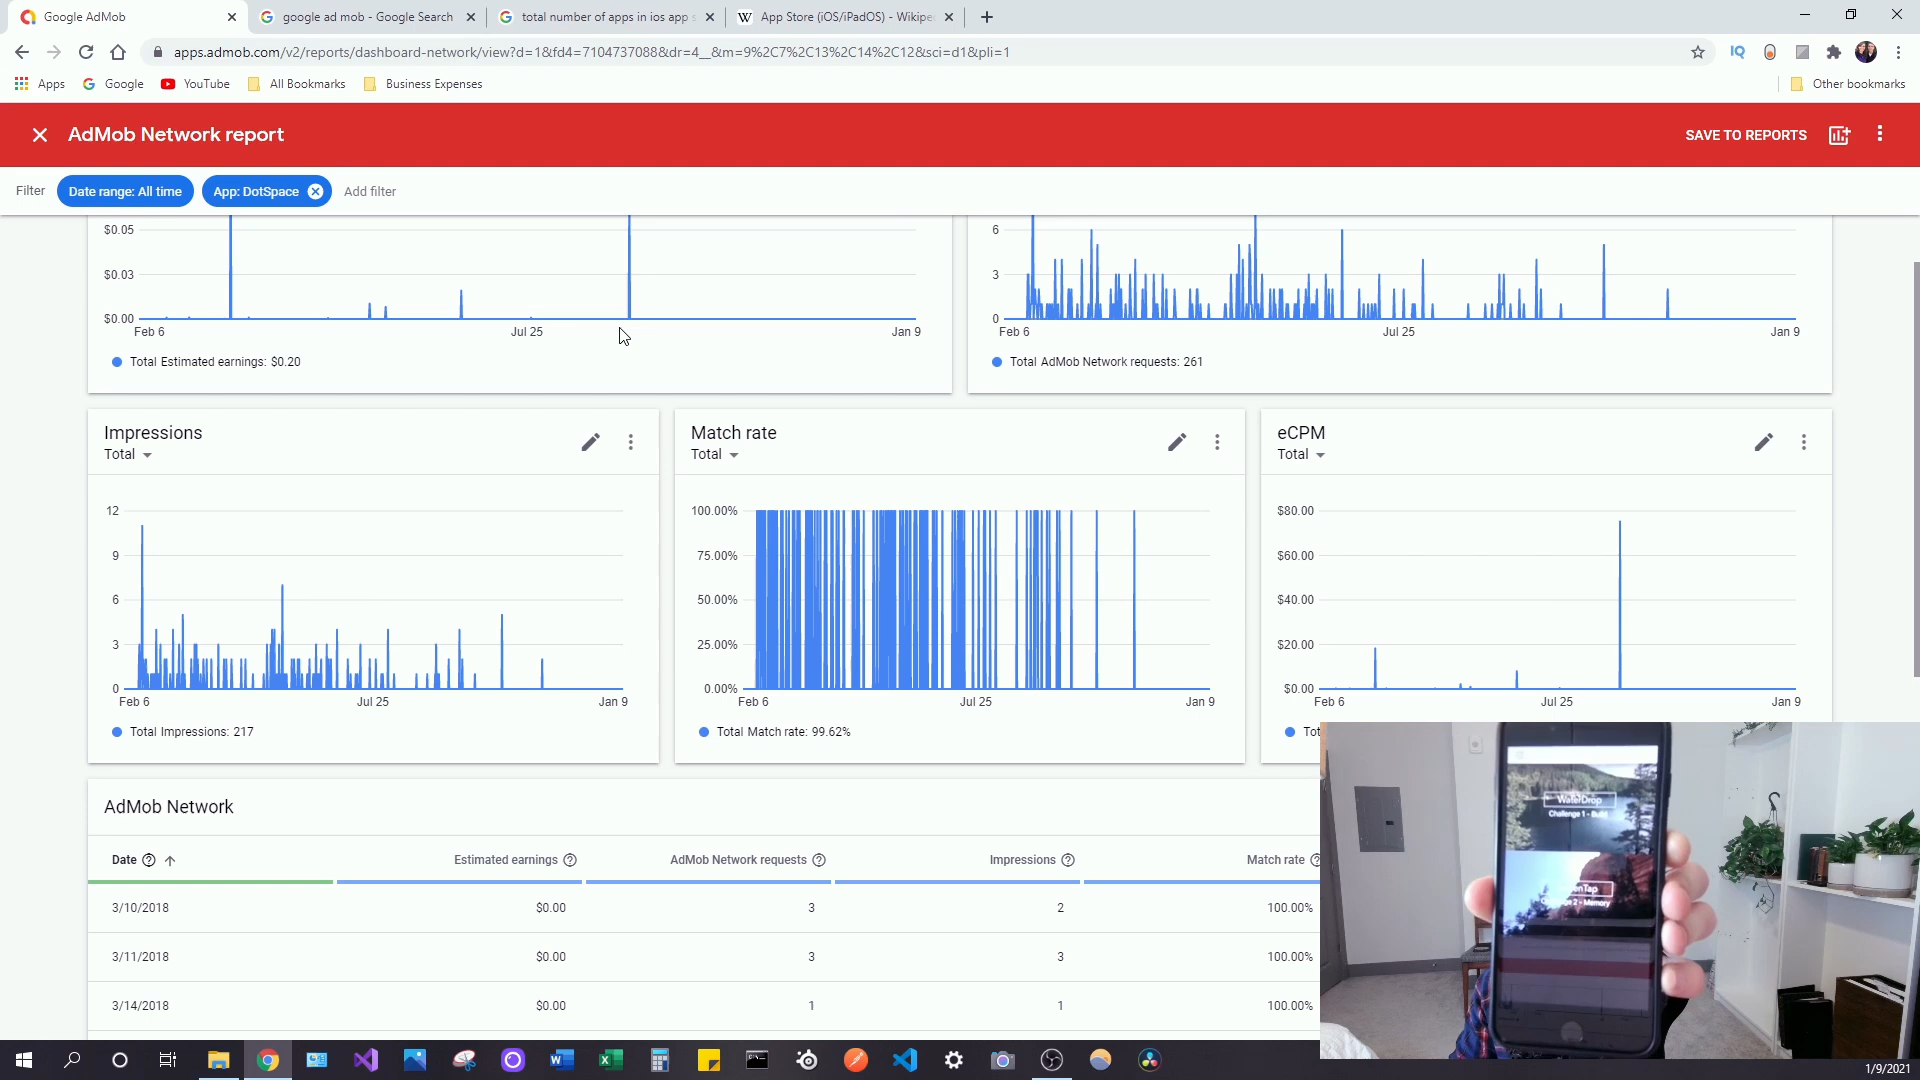 Google AdMob
google ad mob - Google Search
total number of apps in ios app s
App Store (iOS/iPadOS) - Wikipe
apps.admob.com/v2/reports/dashboard-network/view?d=1&fd4=7104737088&dr=4__&m=9%2C7%2C13%2C14%2C12&sci=d1&pli=1
Apps
Google
YouTube
All Bookmarks
Business Expenses
Other bookmarks
AdMob Network report
SAVE TO REPORTS
Filter
Date range: All time
App: DotSpace
Add filter
$0.05
$0.03
$0.00
Feb 6
Jul 25
Jan 9
Total Estimated earnings: $0.20
6
3
0
Feb 6
Jul 25
Jan 9
Total AdMob Network requests: 261
Impressions
Total
12
9
6
3
0
Feb 6
Jul 25
Jan 9
Total Impressions: 217
Match rate
Total
100.00%
75.00%
50.00%
25.00%
0.00%
Feb 6
Jul 25
Jan 9
Total Match rate: 99.62%
eCPM
Total
$80.00
$60.00
$40.00
$20.00
$0.00
Feb 6
Jul 25
Jan 9
Tot
AdMob Network
Date
Estimated earnings
AdMob Network requests
Impressions
Match rate
3/10/2018
$0.00
3
2
100.00%
3/11/2018
$0.00
3
3
100.00%
3/14/2018
$0.00
1
1
100.00%
WaterDrop
Challenge 1 - Build
Challenge 2 - Memory
1/9/2021